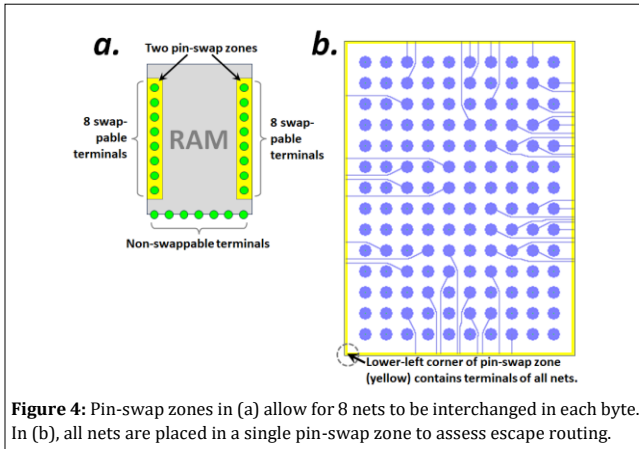 a.
Two pin-swap zones
8 swap-
pable
terminals
RAM
8 swap-
pable
terminals
Non-swappable terminals
b.
Lower-left corner of pin-swap zone
(yellow) contains terminals of all nets.
Figure 4: Pin-swap zones in (a) allow for 8 nets to be interchanged in each byte.
In (b), all nets are placed in a single pin-swap zone to assess escape routing.